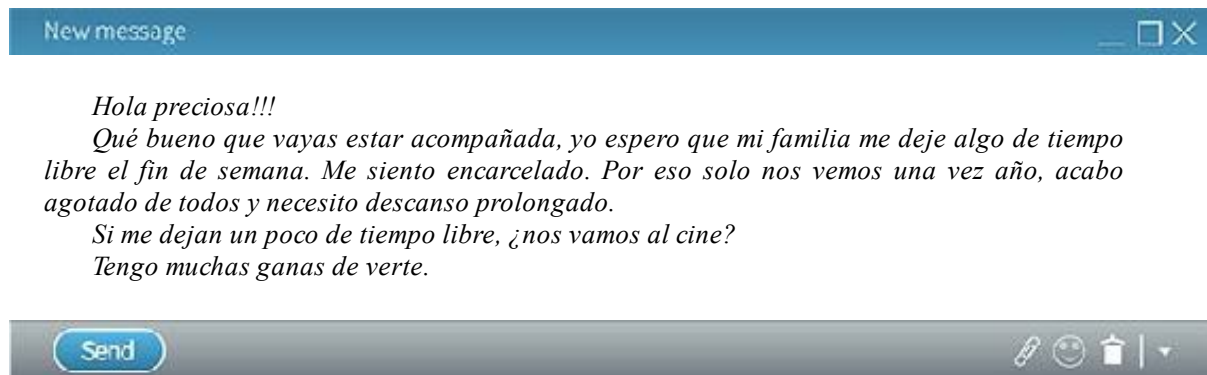 New message
Hola preciosa!!!
Qué bueno que vayas estar acompañada, yo espero que mi familia me deje algo de tiempo
libre el fin de semana. Me siento encarcelado. Por eso solo nos vemos una vez año, acabo
agotado de todos y necesito descanso prolongado.
Si me dejan un poco de tiempo libre, ¿nos vamos al cine?
Tengo muchas ganas de verte.
Send